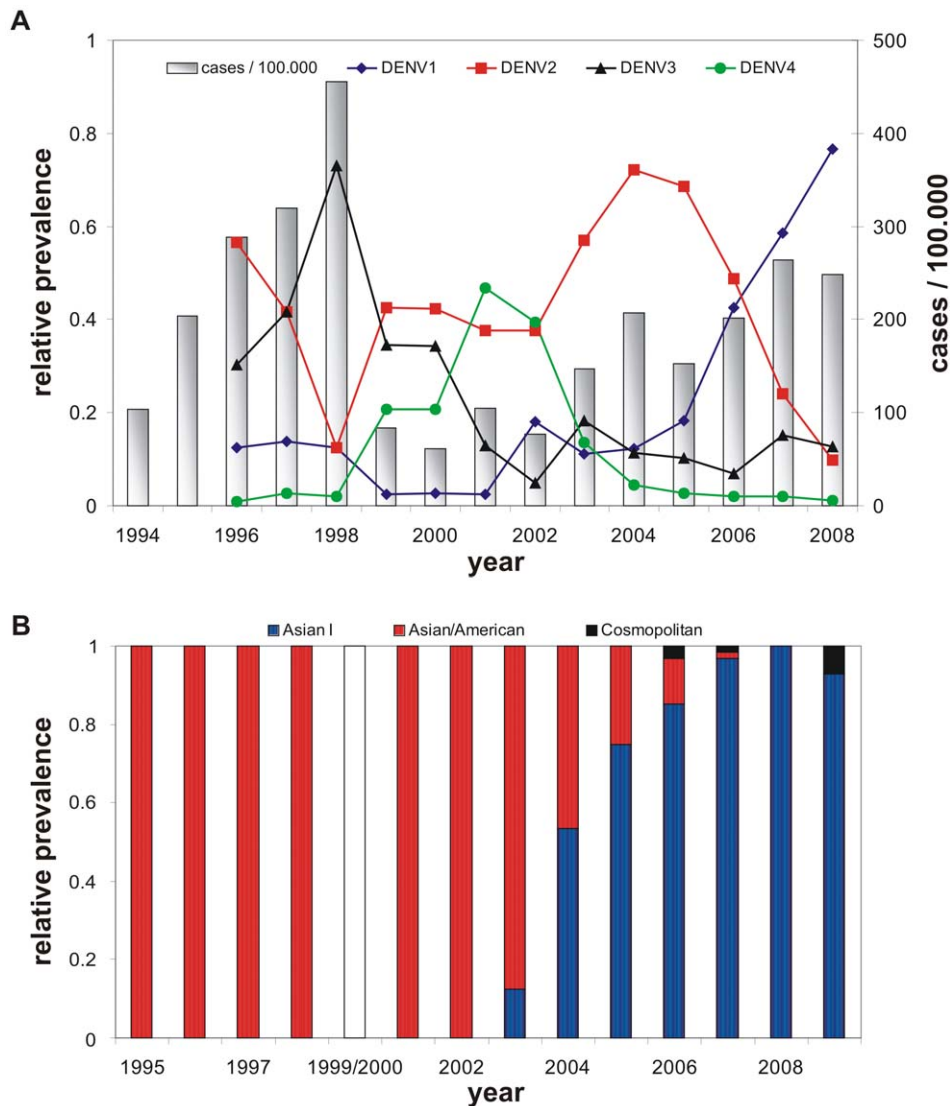 A
cases / 100.000 DENV1 DENV2 DENV3 DENV4
relative prevalence
1
0.8
0.6
0.4
0.2
0
500
400
300
200
100
0
cases / 100.000
1994 1996 1998 2000 2002 2004 2006 2008
year
B
Asian I Asian/American Cosmopolitan
relative prevalence
1
0.8
0.6
0.4
0.2
0
1995 1997 1999/2000 2002 2004 2006 2008
year